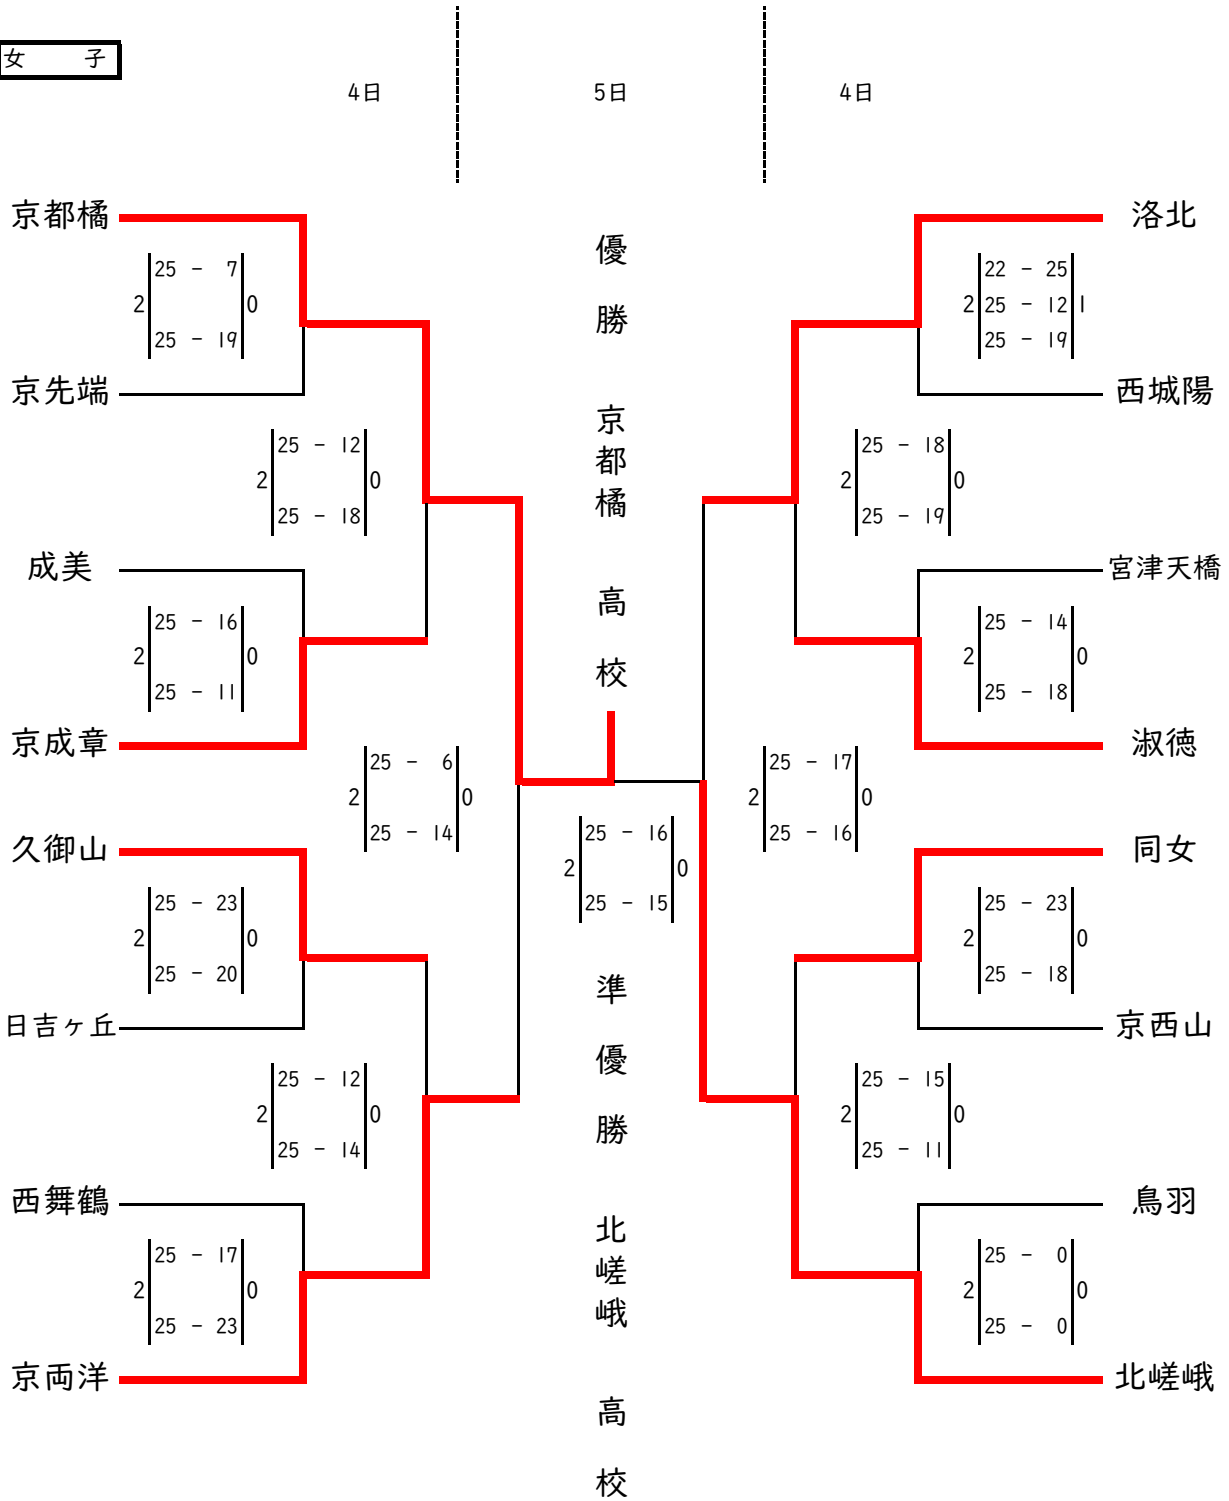 女　子
4日　5日　4日
優勝　京都橘　高校
準優勝　北嵯峨　高校
京都橘
25 - 7
2 0
25 - 19
京先端
25 - 12
2 0
25 - 18
成美
25 - 16
2 0
25 - 11
京成章
25 - 6
2 0
25 - 14
久御山
25 - 23
2 0
25 - 20
日吉ヶ丘
25 - 12
2 0
25 - 14
西舞鶴
25 - 17
2 0
25 - 23
京両洋
25 - 16
2 0
25 - 15
洛北
22 - 25
2 25 - 12 1
25 - 19
西城陽
25 - 18
2 0
25 - 19
宮津天橋
25 - 14
2 0
25 - 18
淑徳
25 - 17
2 0
25 - 16
同女
25 - 23
2 0
25 - 18
京西山
25 - 15
2 0
25 - 11
鳥羽
25 - 0
2 0
25 - 0
北嵯峨